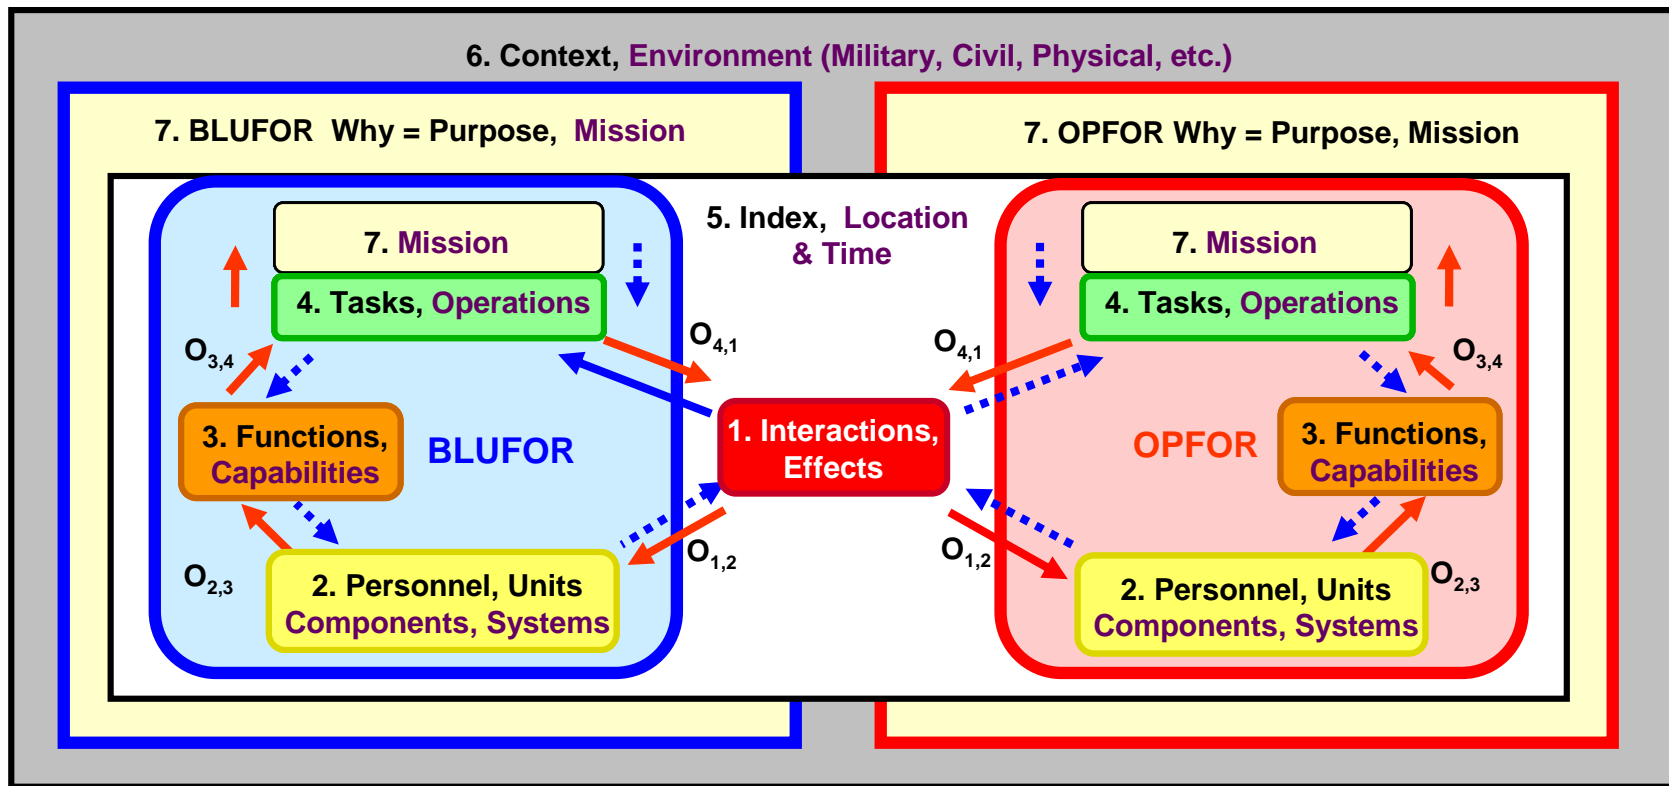 6. Context, Environment (Military, Civil, Physical, etc.)
7. BLUFOR Why = Purpose, Mission
7. OPFOR Why = Purpose, Mission
5. Index, Location
& Time
7. Mission
4. Tasks, Operations
O3,4
O4,1
3. Functions,
Capabilities
BLUFOR
2. Personnel, Units
Components, Systems
O2,3
O1,2
1. Interactions,
Effects
7. Mission
4. Tasks, Operations
O4,1
O3,4
OPFOR
3. Functions,
Capabilities
O1,2
O2,3
2. Personnel, Units
Components, Systems